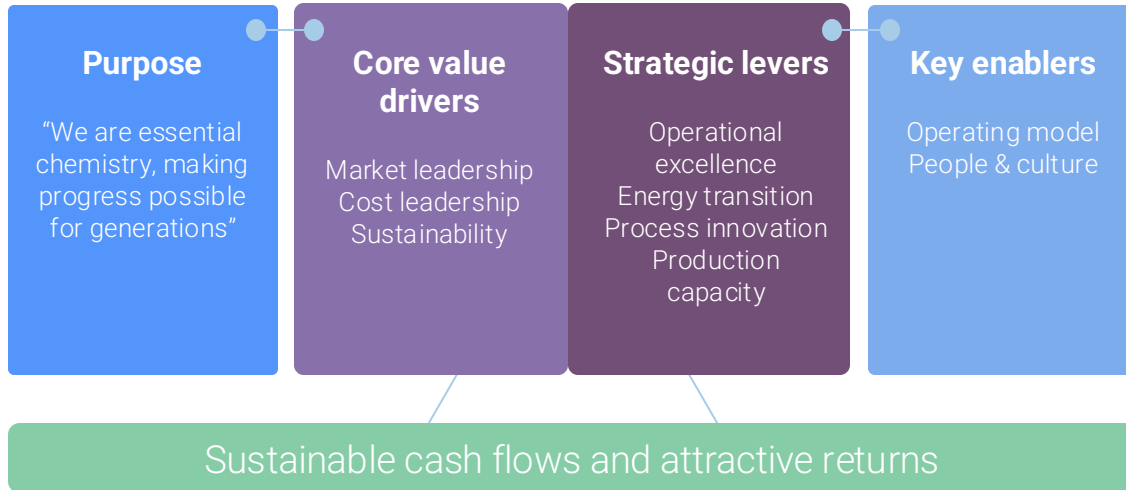 Purpose
“We are essential
chemistry, making
progress possible
for generations”
Core value
drivers
Market leadership
Cost leadership
Sustainability
Strategic levers
Operational
excellence
Energy transition
Process innovation
Production
capacity
Key enablers
Operating model
People & culture
Sustainable cash flows and attractive returns